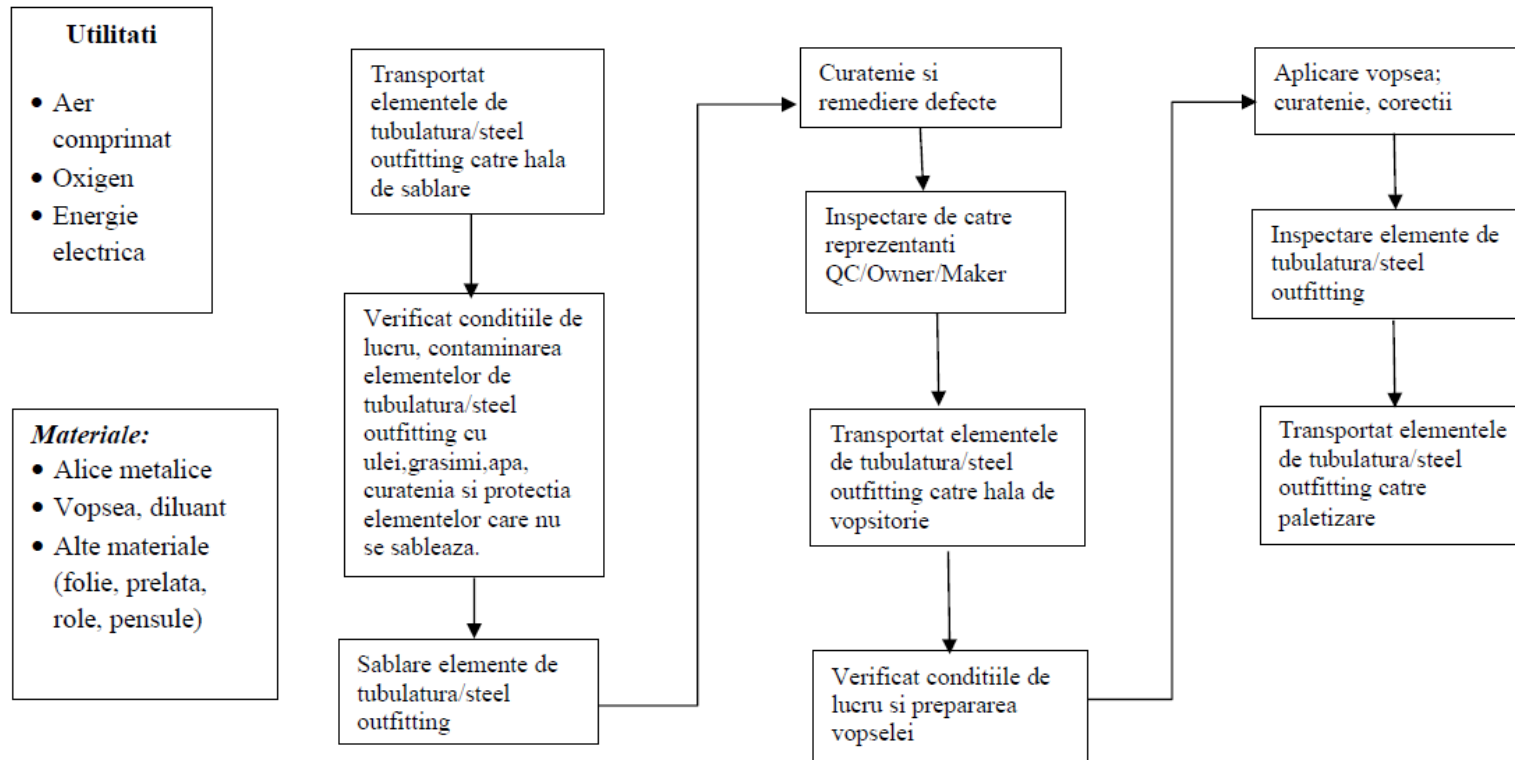 Utilitati
• Aer
comprimat
• Oxigen
• Energie
electrica
Materiale:
• Alice metalice
• Vopsea, diluant
• Alte materiale
(folie, prelata,
role, pensule)
Transportat
elementele de
tubulatura/steel
outfitting catre hala
de sablare
Verificat conditiile de
lucru, contaminarea
elementelor de
tubulatura/steel
outfitting cu
ulei,grasimi,apa,
curatenia si protectia
elementelor care nu
se sableaza.
Sablare elemente de
tubulatura/steel
outfitting
Curatenie si
remediere defecte
Inspectare de catre
reprezentanti
QC/Owner/Maker
Transportat elementele
de tubulatura/steel
outfitting catre hala de
vopsitorie
Verificat conditiile de
lucru si prepararea
vopselei
Aplicare vopsea;
curatenie, corectii
Inspectare elemente de
tubulatura/steel
outfitting
Transportat elementele
de tubulatura/steel
outfitting catre
paletizare